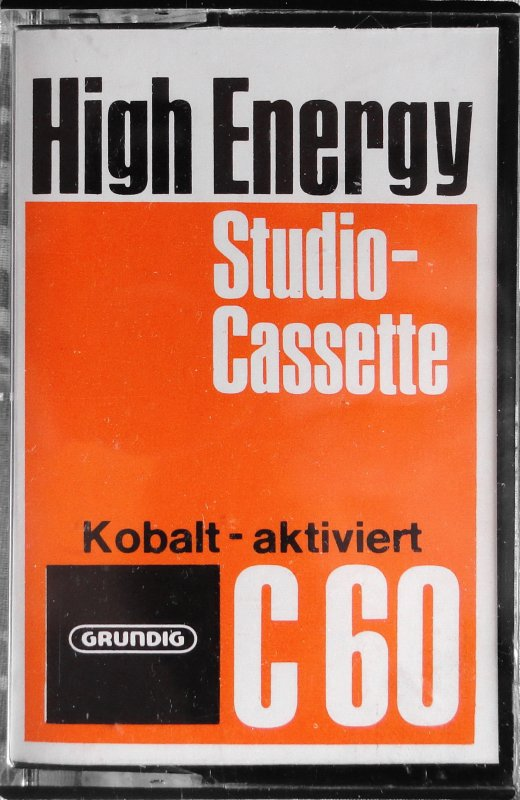 High Energy
Studio-
Cassette
Kobalt - aktiviert
GRUNDIG
C 60